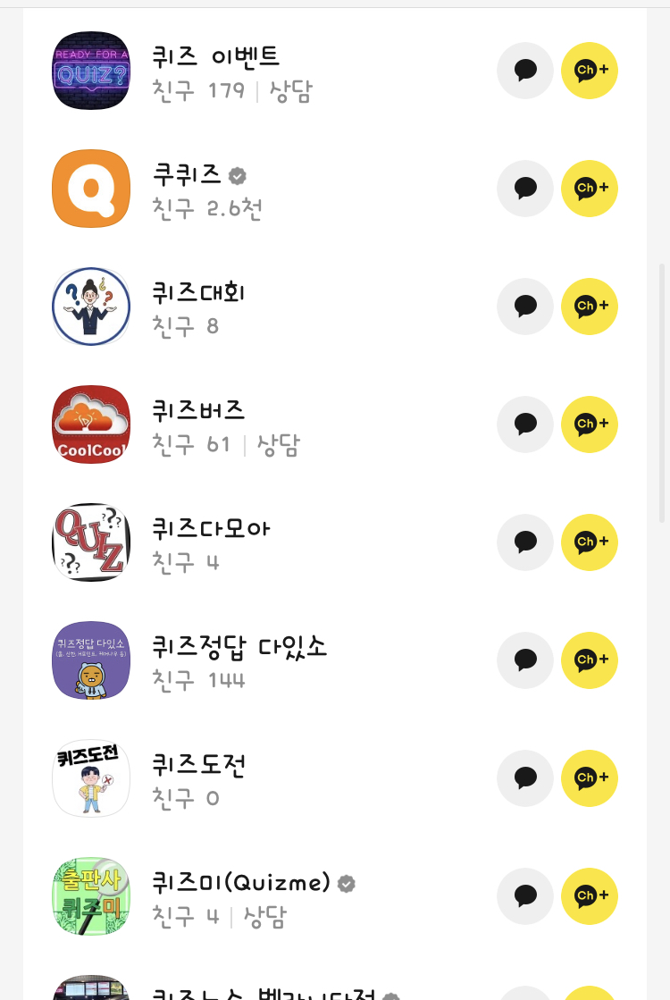 READY FOR A
QUIZ?
퀴즈 이벤트
친구 179 | 상담
Ch+
Q
쿠퀴즈
친구 2.6천
Ch+
퀴즈대회
친구 8
Ch+
CoolCool
퀴즈버즈
친구 61 | 상담
Ch+
QUIZ
???
???
퀴즈다모아
친구 4
Ch+
퀴즈정답 다있소
퀴즈정답 다있소
친구 144
Ch+
퀴즈도전
퀴즈도전
친구 0
Ch+
출판사
퀴즈미
퀴즈미(Quizme)
친구 4 | 상담
Ch+